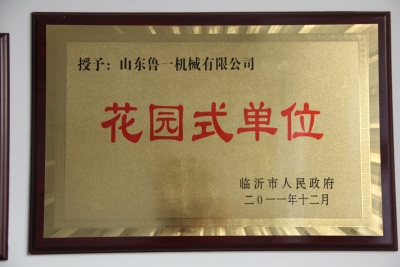 授予：山东鲁一机械有限公司
花园式单位
临沂市人民政府
二〇一一年十二月